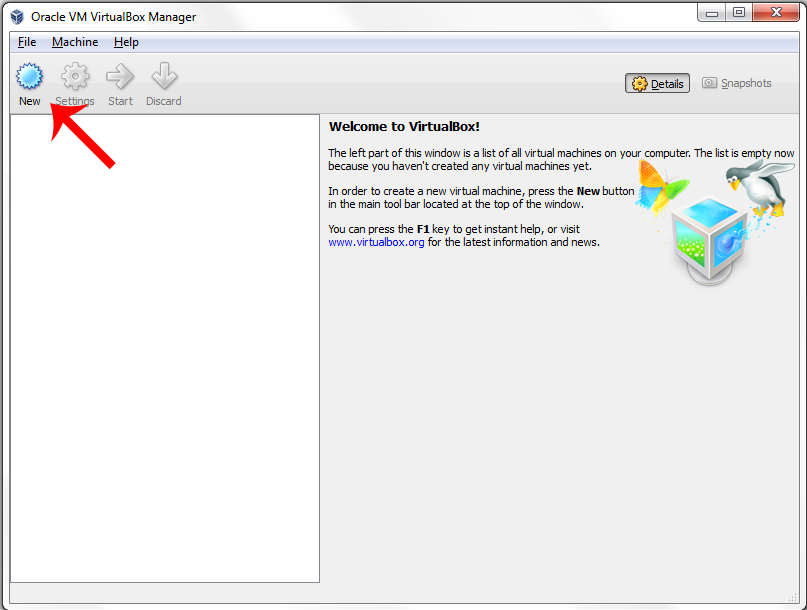 Oracle VM VirtualBox Manager
File Machine Help
New Settings Start Discard
Details Snapshots
Welcome to VirtualBox!
The left part of this window is a list of all virtual machines on your computer. The list is empty now
because you haven't created any virtual machines yet.
In order to create a new virtual machine, press the New button
in the main tool bar located at the top of the window.
You can press the F1 key to get instant help, or visit
www.virtualbox.org for the latest information and news.